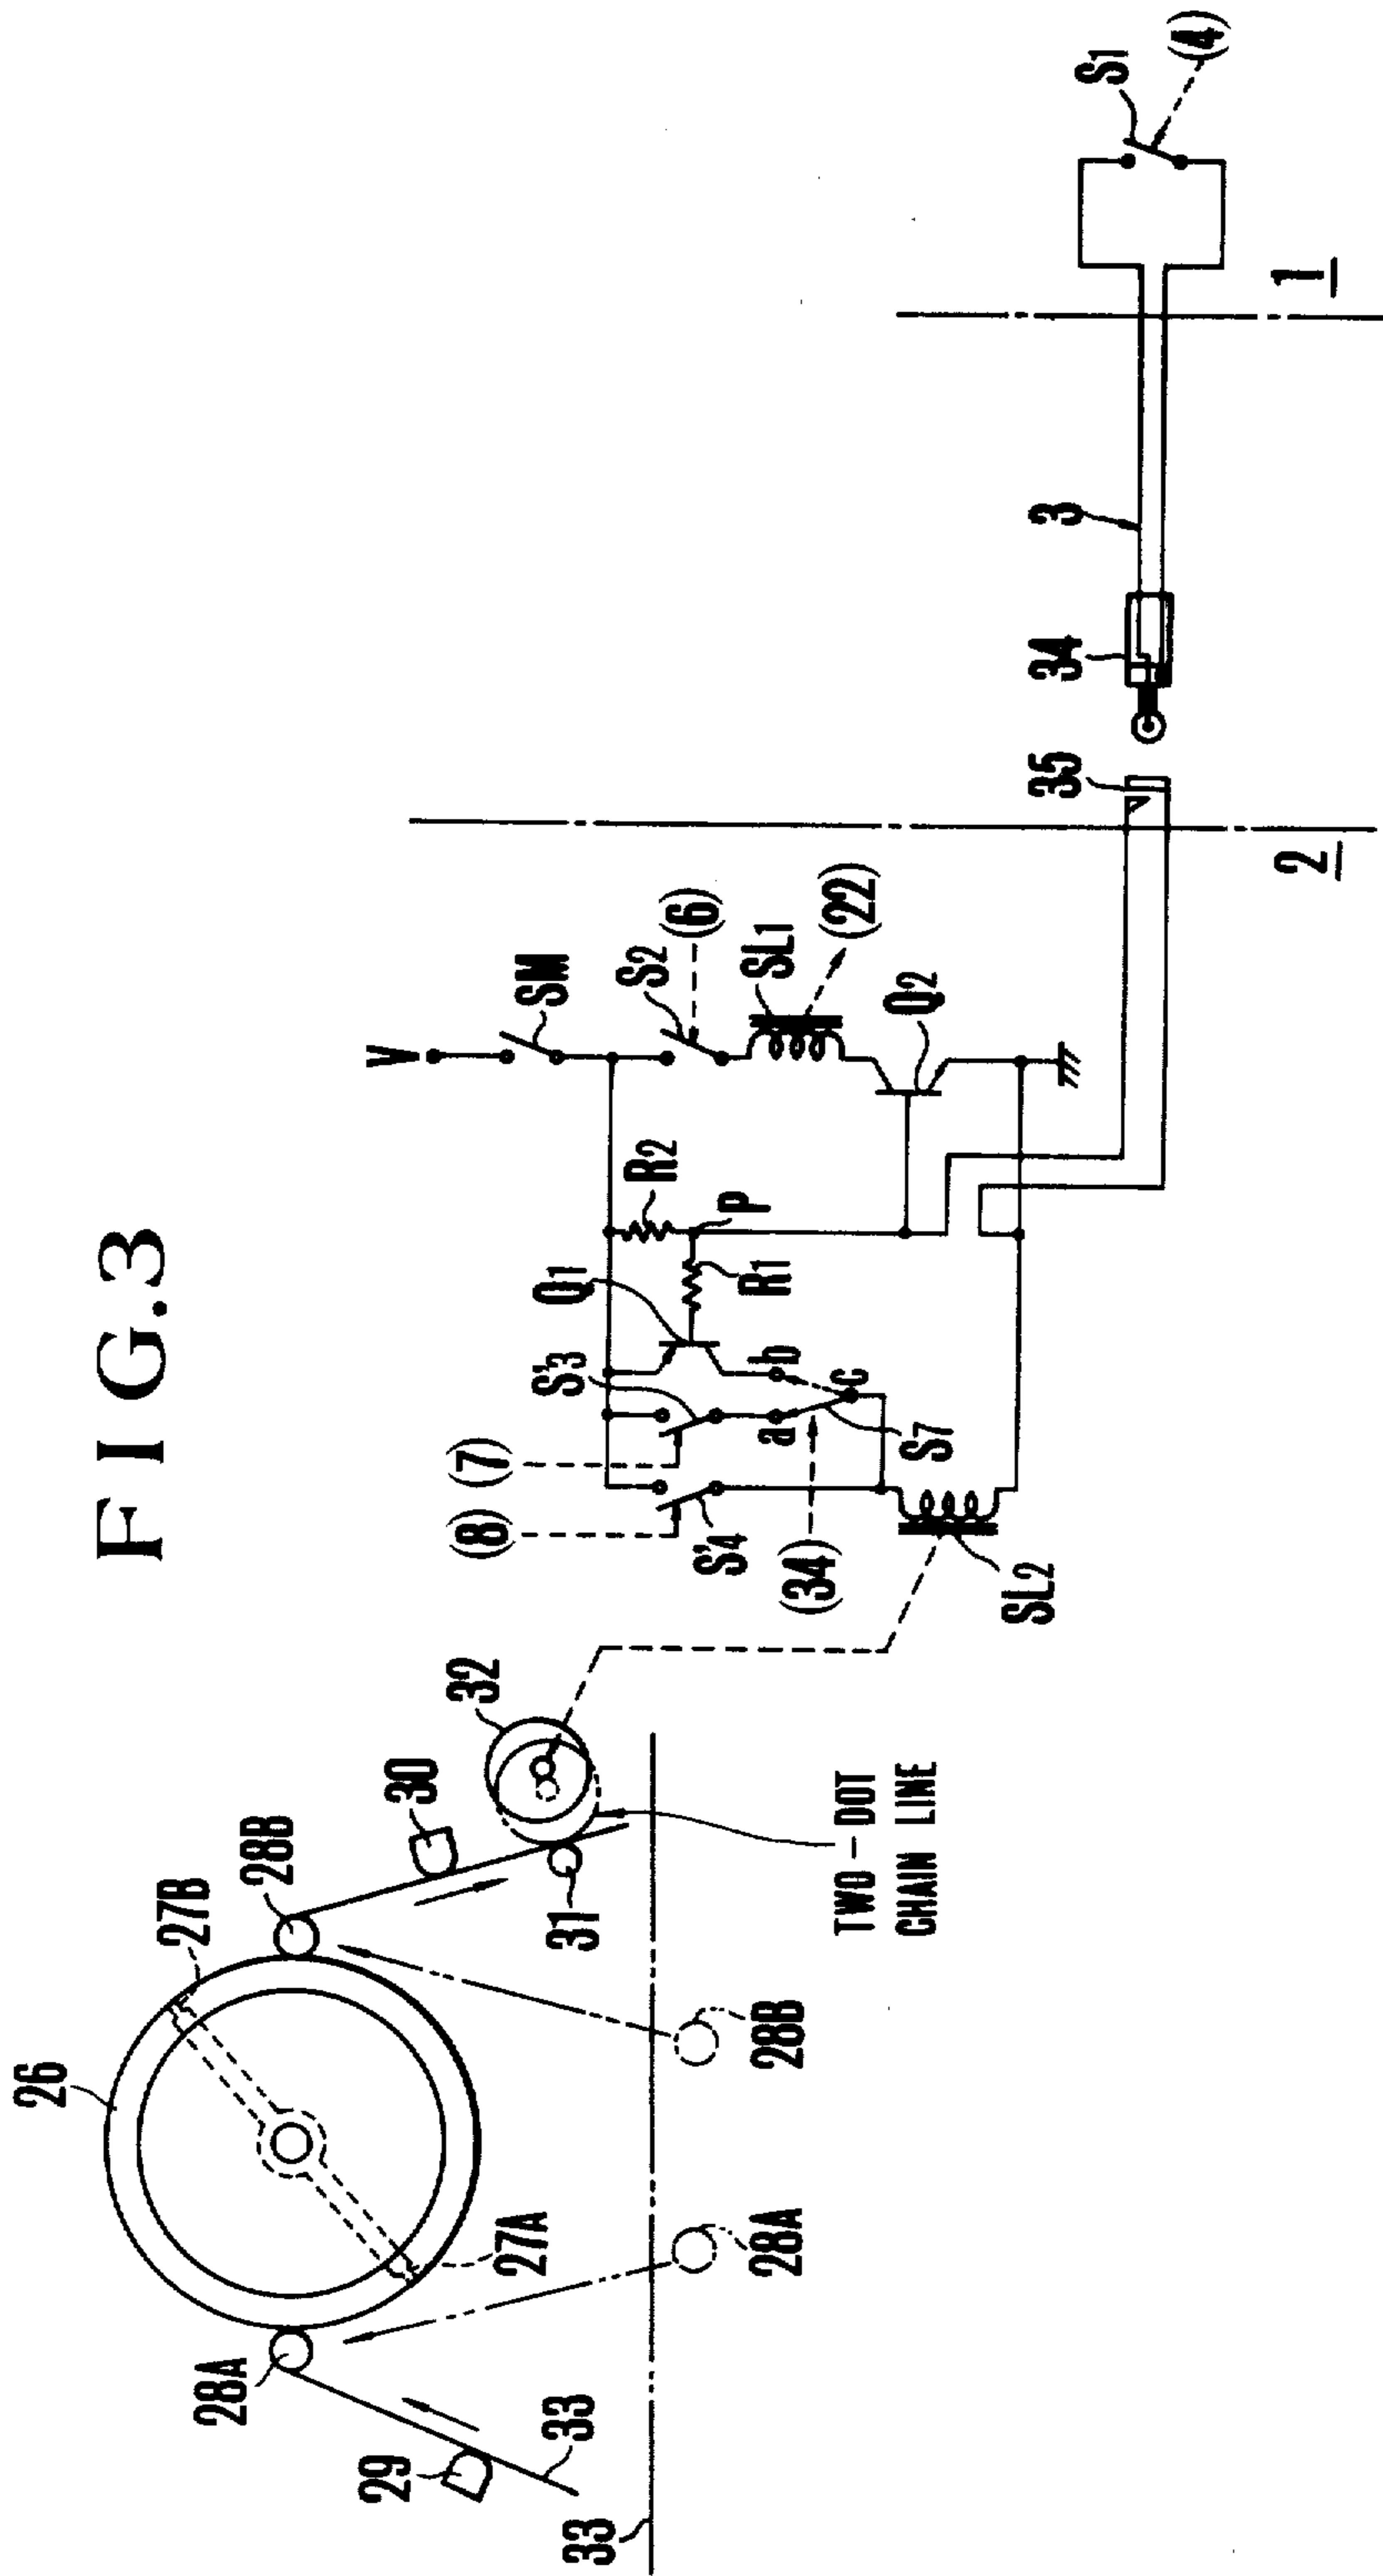 FIG.3
26
27B
28B
30
32
28A
27A
31
29
33
33
28A
28B
TWO-DOT
CHAIN LINE
(8)
(7)
S'4
S'3
Q1
R2
R1
P
V
SM
S2
(6)
SL1
(22)
Q2
a
b
c
S7
(34)
SL2
2
35
34
3
1
S1
(4)